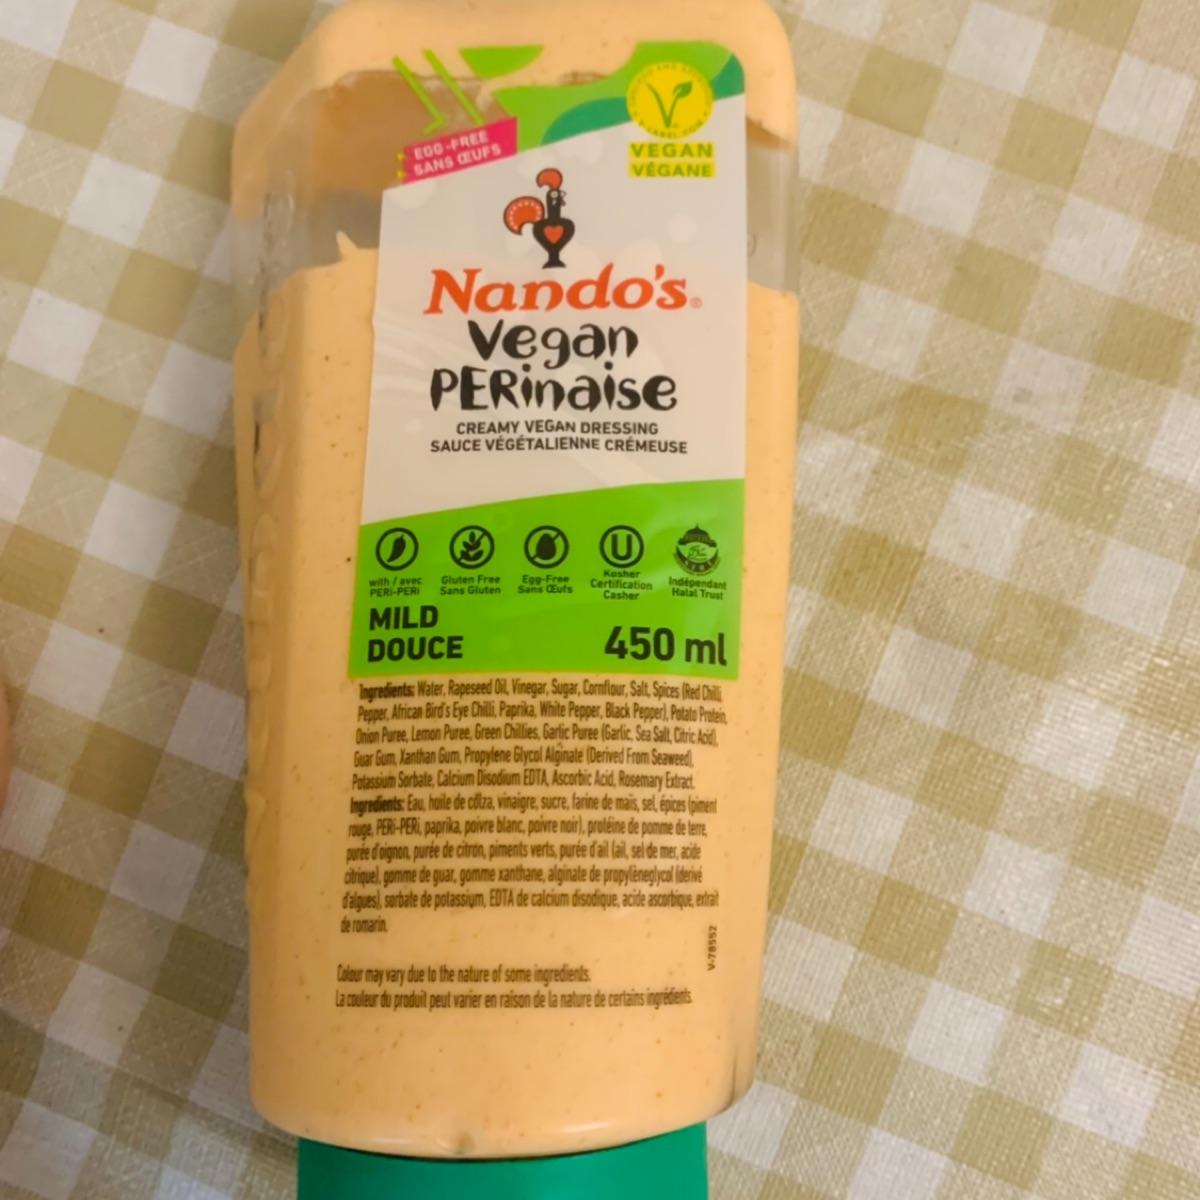 EGG-FREE
SANS ŒUFS
V-LABEL.COM
VEGAN
VÉGANE
Nando's®
Vegan
PERinaise
CREAMY VEGAN DRESSING
SAUCE VÉGÉTALIENNE CRÉMEUSE
with / avec
PERi-PERi
Gluten Free
Sans Gluten
Egg-Free
Sans Œufs
U
Kosher
Certification
Casher
Indépendant
Halal Trust
MILD
DOUCE
450 ml
Ingredients: Water, Rapeseed Oil, Vinegar, Sugar, Cornflour, Salt, Spices (Red Chilli
Pepper, African Bird's Eye Chilli, Paprika, White Pepper, Black Pepper), Potato Protein,
Onion Puree, Lemon Puree, Green Chillies, Garlic Puree (Garlic, Sea Salt, Citric Acid),
Guar Gum, Xanthan Gum, Propylene Glycol Alginate (Derived From Seaweed),
Potassium Sorbate, Calcium Disodium EDTA, Ascorbic Acid, Rosemary Extract.
Ingredients: Eau, hoile de côlza, vinaigre, sucre, farine de maïs, sel, épices (piment
rouge, PERi-PERi, paprika, poivre blanc, poivre noir), protéine de pomme de terre,
purée d'oignon, purée de citron, piments verts, purée d'ail (ail, sel de mer, acide
citrique), gomme de guar, gomme xanthane, alginate de propylèneglycol (derivé
d'algues), sorbate de potassium, EDTA de calcium disodique, acide ascorbique, extrait
de romarin.
V-78552
Colour may vary due to the nature of some ingredients.
La couleur du produit peut varier en raison de la nature de certains ingrédients.